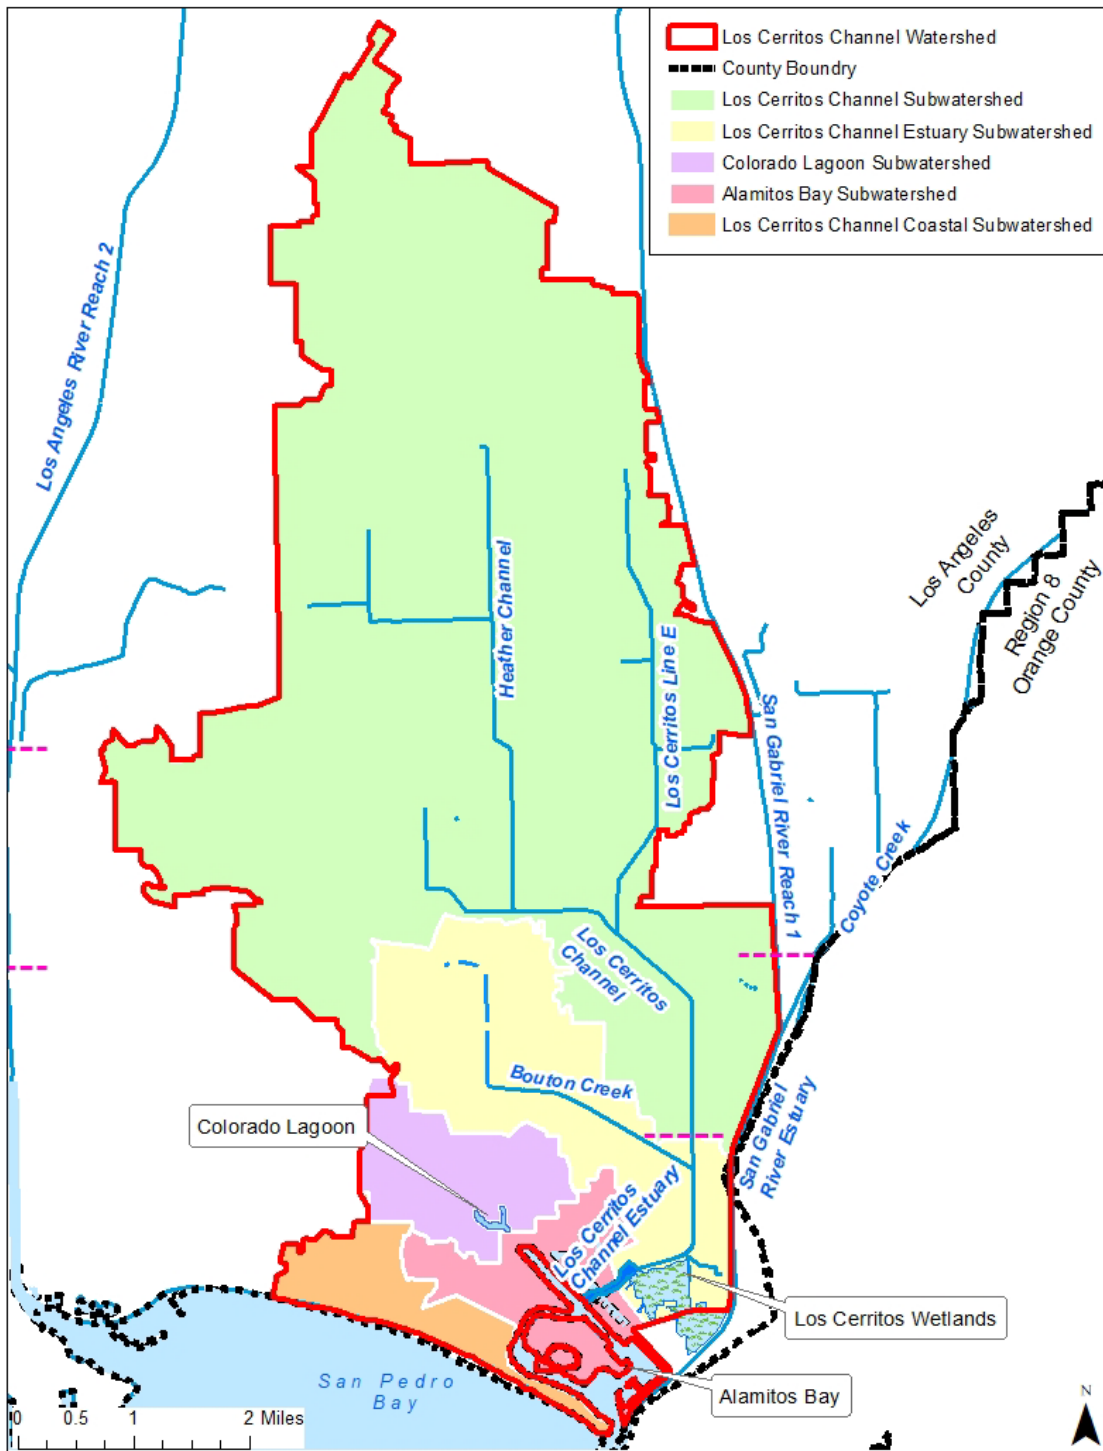 Los Cerritos Channel Watershed
County Boundry
Los Cerritos Channel Subwatershed
Los Cerritos Channel Estuary Subwatershed
Colorado Lagoon Subwatershed
Alamitos Bay Subwatershed
Los Cerritos Channel Coastal Subwatershed
Los Angeles River Reach 2
Los Angeles
County
Region 8
Orange County
Heather Channel
Los Cerritos Line E
San Gabriel River Reach 1
Coyote Creek
Los Cerritos
Channel
Bouton Creek
San Gabriel
River Estuary
Colorado Lagoon
Los Cerritos
Channel Estuary
Los Cerritos Wetlands
Alamitos Bay
San Pedro
Bay
0 0.5 1 2 Miles
N